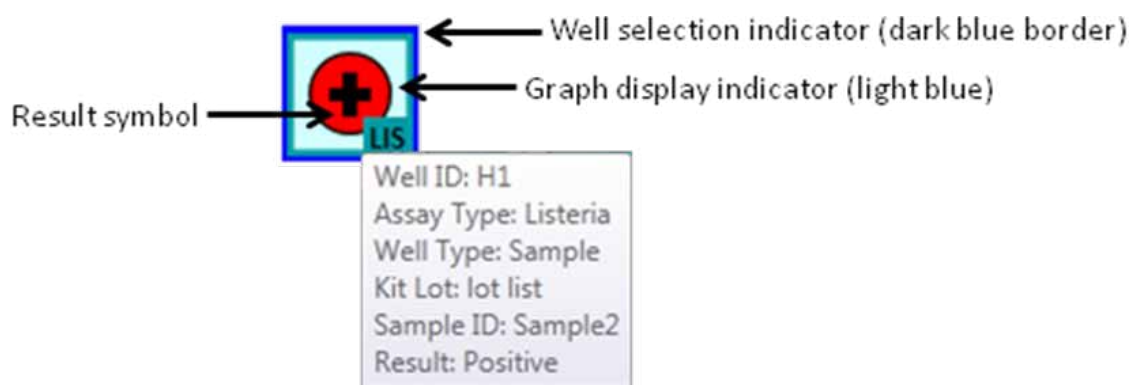 Well selection indicator (dark blue border)
Graph display indicator (light blue)
Result symbol
LIS
Well ID: H1
Assay Type: Listeria
Well Type: Sample
Kit Lot: lot list
Sample ID: Sample2
Result: Positive